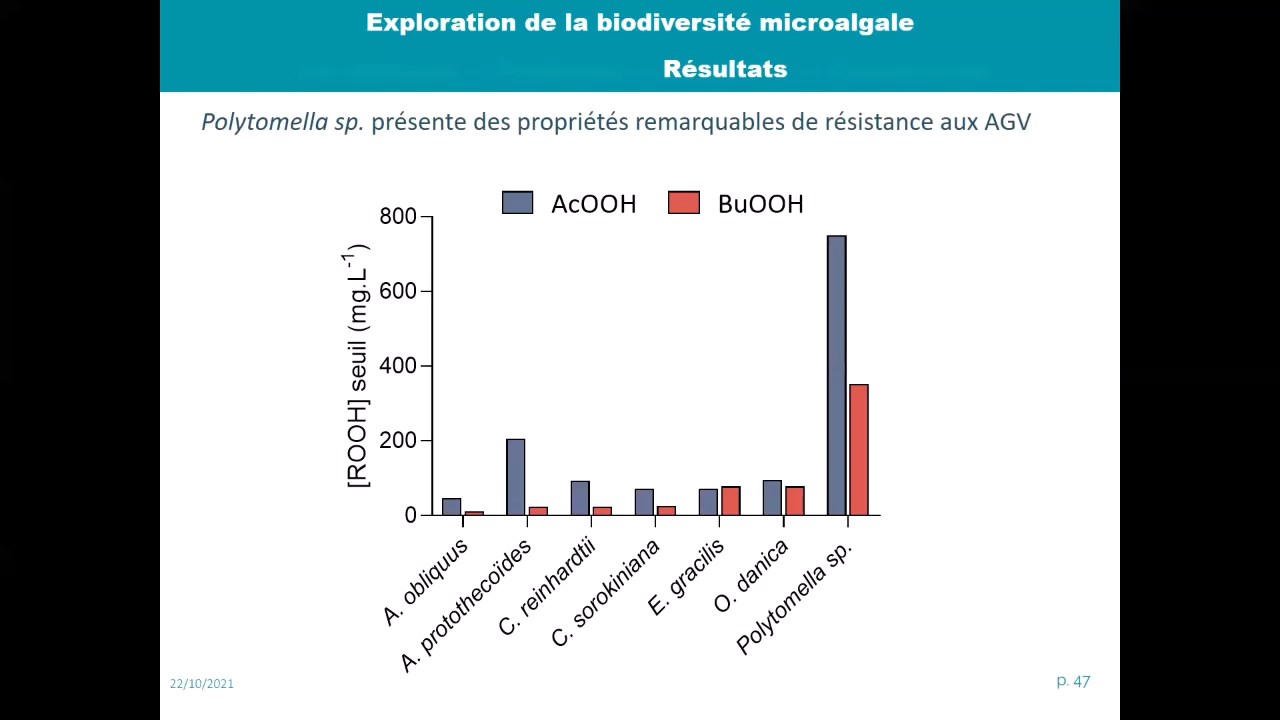 Exploration de la biodiversité microalgale
Résultats
Polytomella sp. présente des propriétés remarquables de résistance aux AGV
AcOOH
BuOOH
800
600
400
200
0
[ROOH] seuil (mg.L-1)
A. obliquus
A. protothecoïdes
C. reinhardtii
C. sorokiniana
E. gracilis
O. danica
Polytomella sp.
22/10/2021
p. 47